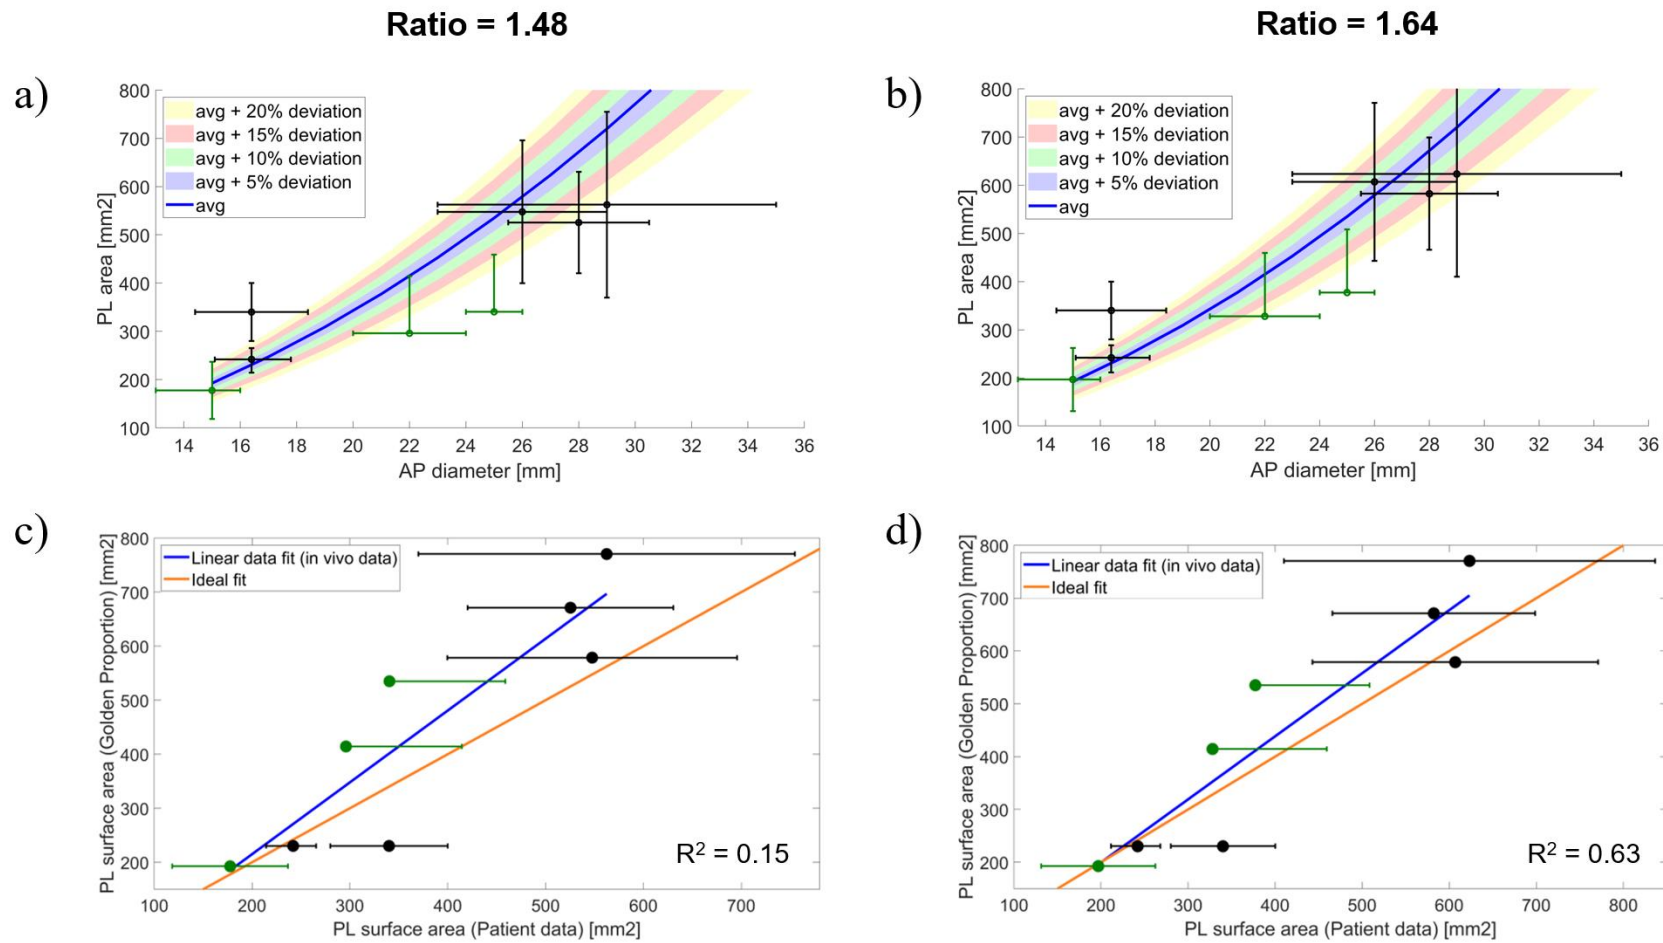 Ratio = 1.48
Ratio = 1.64
a)
800
700
600
500
400
300
200
100
PL area [mm2]
avg + 20% deviation
avg + 15% deviation
avg + 10% deviation
avg + 5% deviation
avg
14 16 18 20 22 24 26 28 30 32 34 36
AP diameter [mm]
b)
800
700
600
500
400
300
200
100
PL area [mm2]
avg + 20% deviation
avg + 15% deviation
avg + 10% deviation
avg + 5% deviation
avg
14 16 18 20 22 24 26 28 30 32 34 36
AP diameter [mm]
c)
800
700
600
500
400
300
200
PL surface area (Golden Proportion) [mm2]
Linear data fit (in vivo data)
Ideal fit
R² = 0.15
100 200 300 400 500 600 700
PL surface area (Patient data) [mm2]
d)
800
700
600
500
400
300
200
PL surface area (Golden Proportion) [mm2]
Linear data fit (in vivo data)
Ideal fit
R² = 0.63
100 200 300 400 500 600 700 800
PL surface area (Patient data) [mm2]